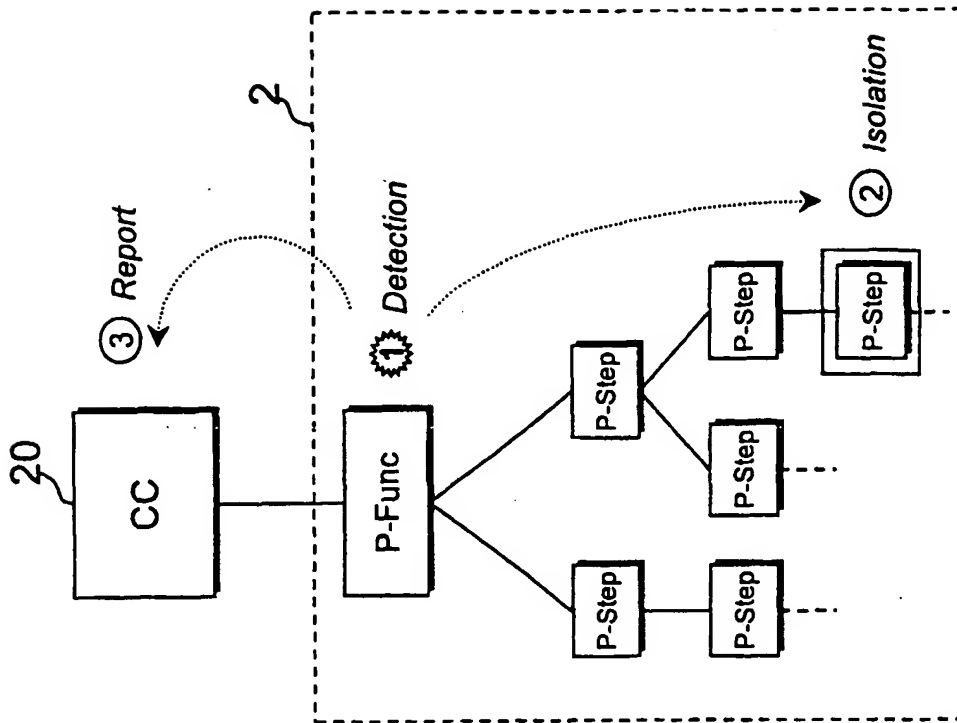 20
CC
3 Report
2
P-Func
1 Detection
P-Step
P-Step
P-Step
P-Step
P-Step
P-Step
2 Isolation